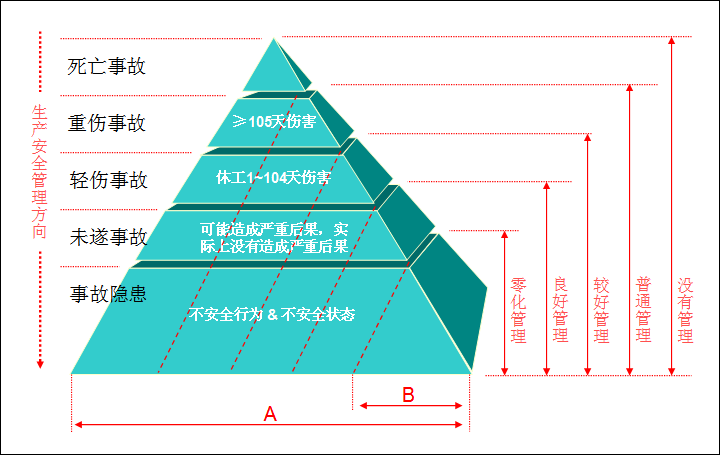 死亡事故
重伤事故
≥105天伤害
轻伤事故
休工1~104天伤害
未遂事故
可能造成严重后果，实
际上没有造成严重后果
事故隐患
不安全行为 & 不安全状态
生产安全管理方向
零化管理
良好管理
较好管理
普通管理
没有管理
B
A